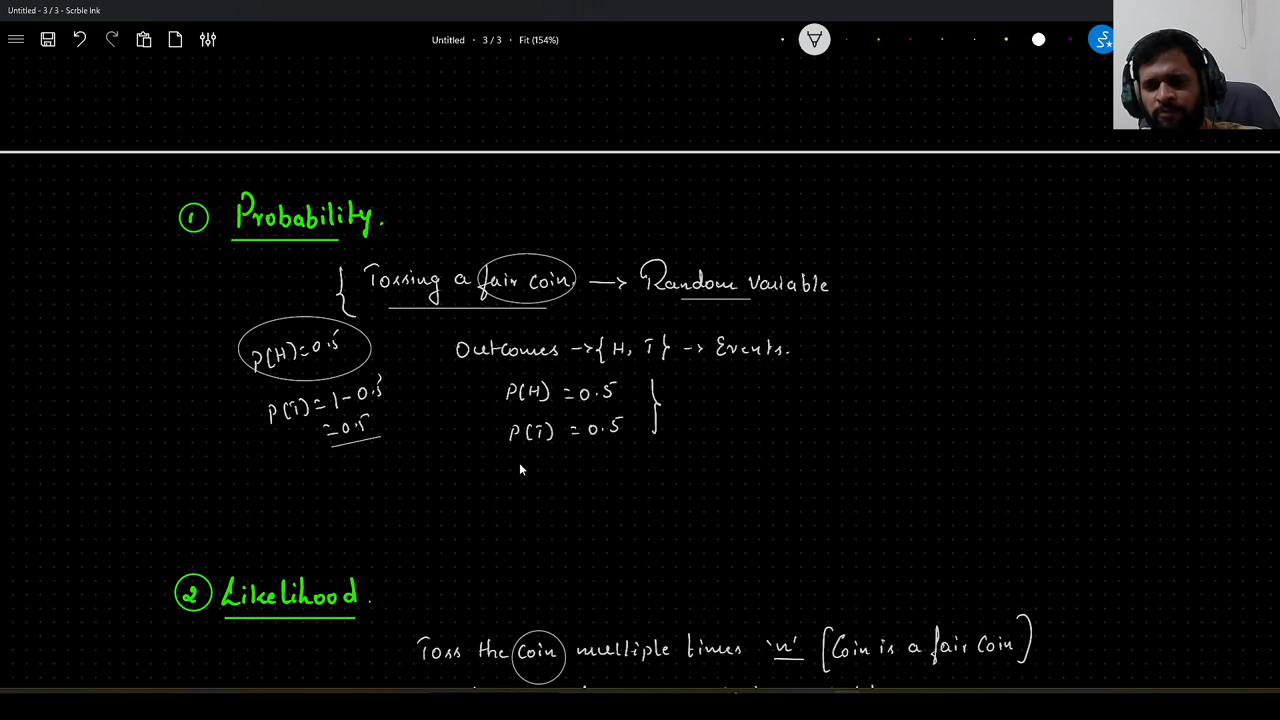 Untitled - 3 / 3 - Scrble Ink
Untitled • 3 / 3 • Fit (154%)
① Probability.
{ Tossing a fair coin. → Random Variable
P(H)=0.5
Outcomes → {H, T} → Events.
P(T) = 1 - 0.5
= 0.5
P(H) = 0.5 }
P(T) = 0.5
② Likelihood.
Toss the coin multiple times 'n' [Coin is a fair coin]